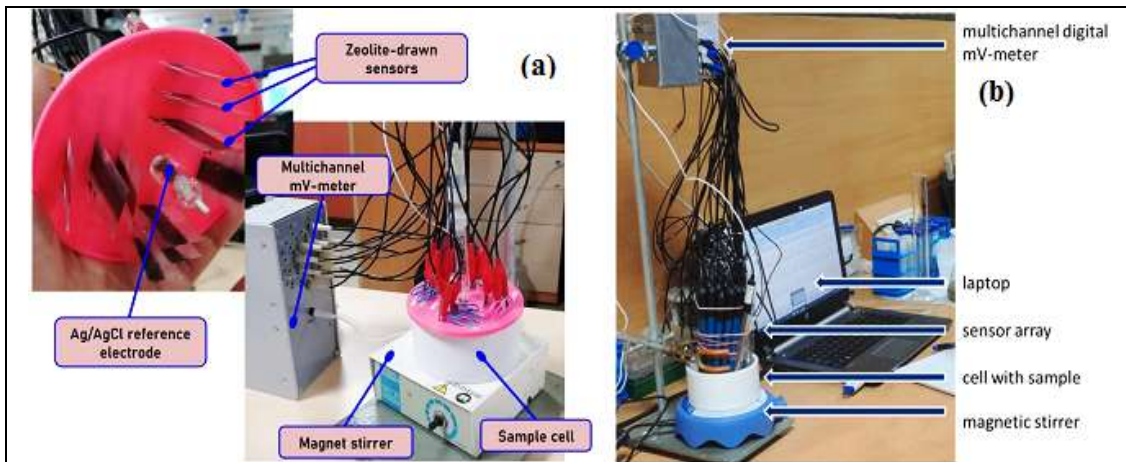 Zeolite-drawn
sensors
(a)
Multichannel
mV-meter
Ag/AgCl reference
electrode
Magnet stirrer
Sample cell
multichannel digital
mV-meter
(b)
laptop
sensor array
cell with sample
magnetic stirrer